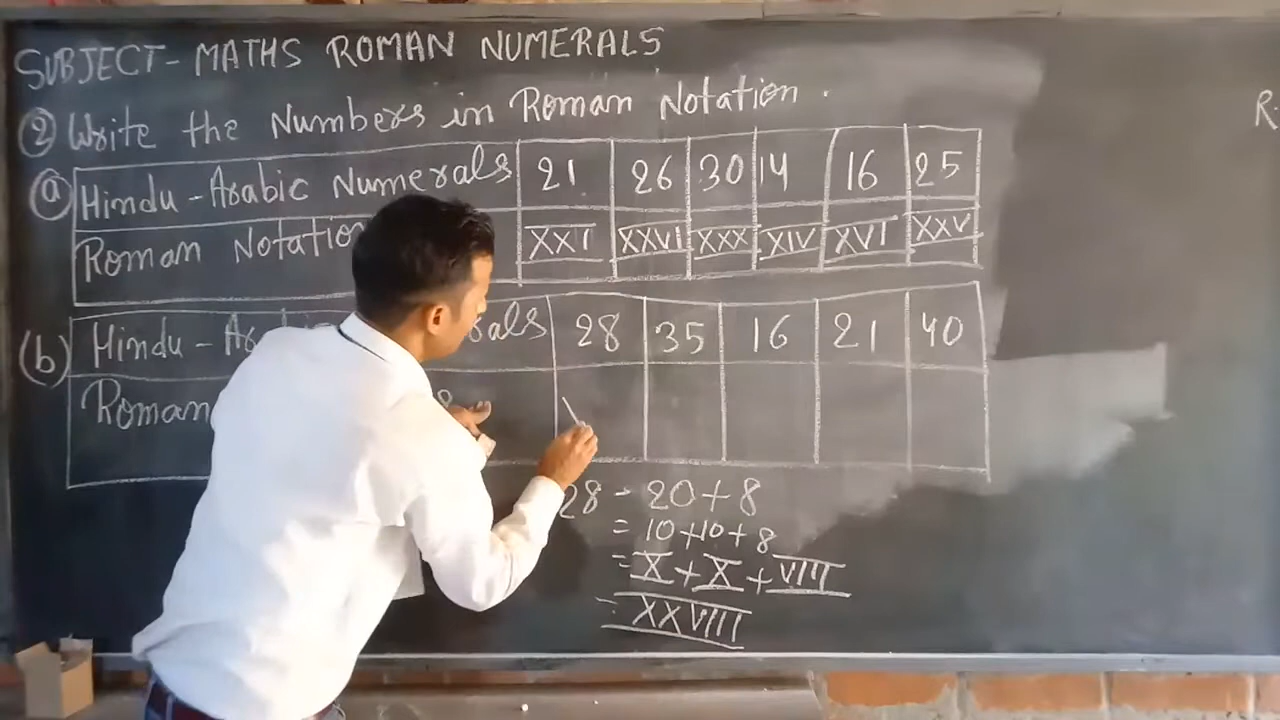 SUBJECT - MATHS ROMAN NUMERALS
② Write the Numbers in Roman Notation.
ⓐ Hindu - Arabic Numerals 21 26 30 14 16 25
Roman Notation XXI XXVI XXX XIV XVI XXV
(b) Hindu - 28 35 16 21 40
Roman
28 - 20 + 8
= 10 + 10 + 8
= X + X + VIII
= XXVIII
R.